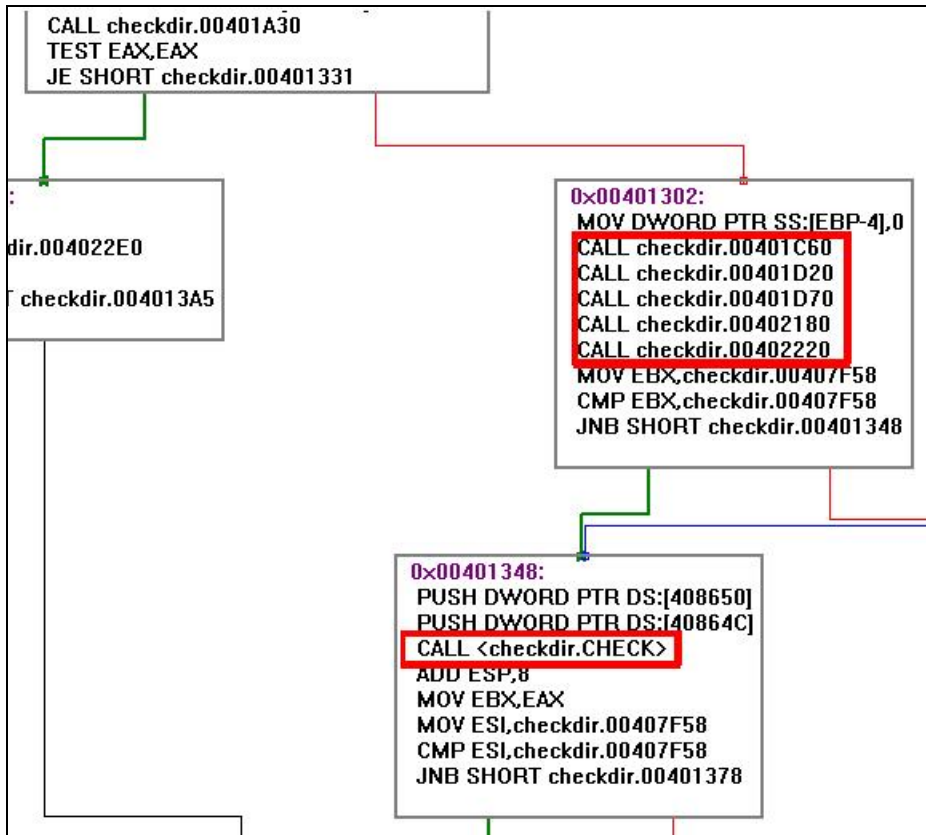 CALL checkdir.00401A30
TEST EAX,EAX
JE SHORT checkdir.00401331
:
dir.004022E0
checkdir.004013A5
0x00401302:
MOV DWORD PTR SS:[EBP-4],0
CALL checkdir.00401C60
CALL checkdir.00401D20
CALL checkdir.00401D70
CALL checkdir.00402180
CALL checkdir.00402220
MOV EBX,checkdir.00407F58
CMP EBX,checkdir.00407F58
JNB SHORT checkdir.00401348
0x00401348:
PUSH DWORD PTR DS:[408650]
PUSH DWORD PTR DS:[40864C]
CALL <checkdir.CHECK>
ADD ESP,8
MOV EBX,EAX
MOV ESI,checkdir.00407F58
CMP ESI,checkdir.00407F58
JNB SHORT checkdir.00401378